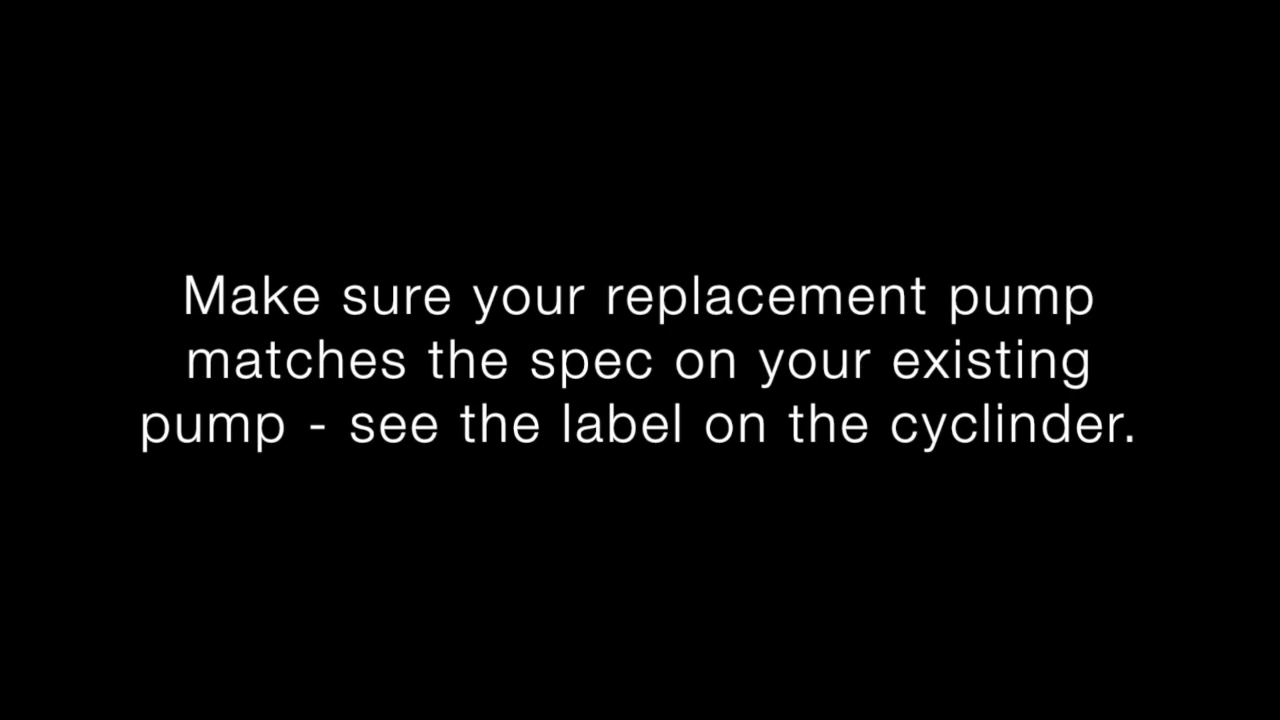 Make sure your replacement pump
matches the spec on your existing
pump - see the label on the cyclinder.